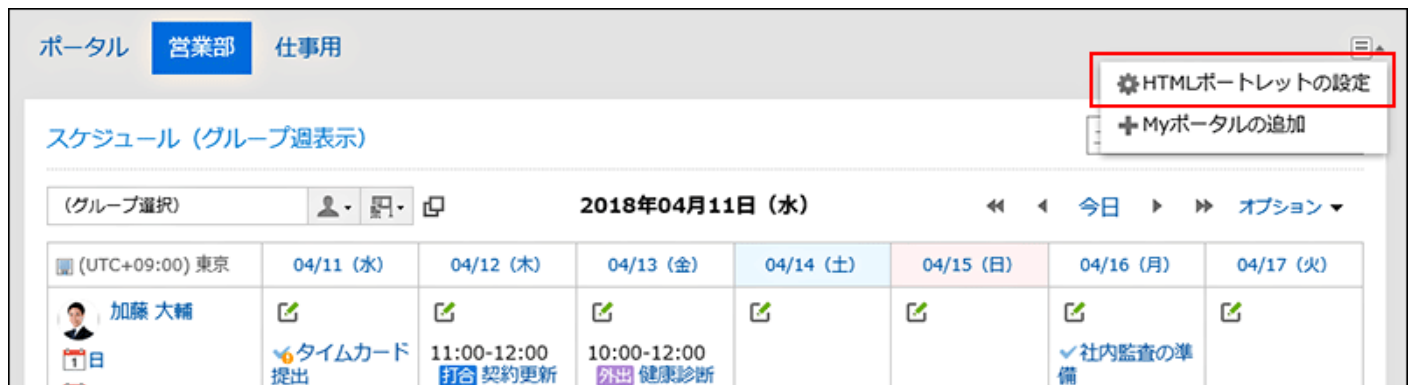 ポータル 営業部 仕事用
HTMLポートレットの設定
Myポータルの追加
スケジュール（グループ週表示）
（グループ選択） 2018年04月11日（水） 今日 オプション
(UTC+09:00) 東京 04/11（水） 04/12（木） 04/13（金） 04/14（土） 04/15（日） 04/16（月） 04/17（火）
加藤 大輔
1 日
タイムカード
提出
11:00-12:00
打合 契約更新
10:00-12:00
外出 健康診断
社内監査の準
備